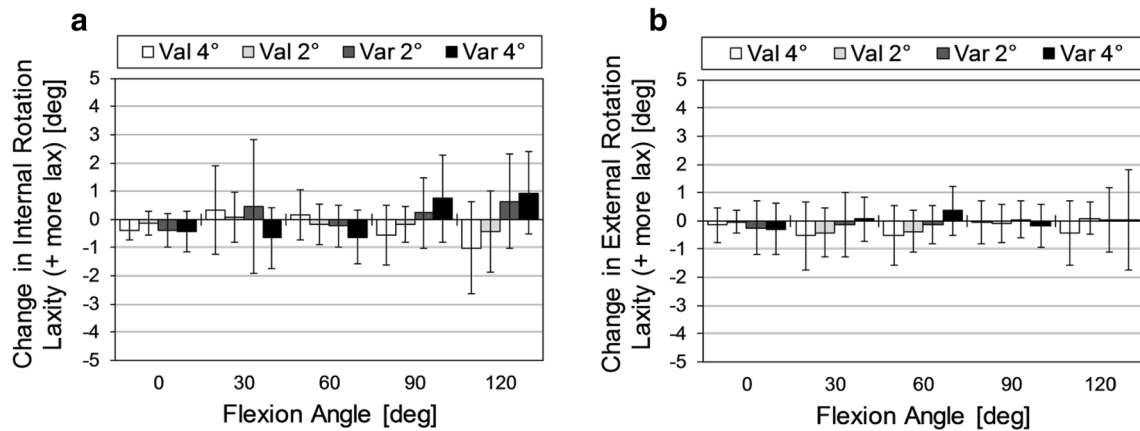 a
Val 4° Val 2° Var 2° Var 4°
Change in Internal Rotation
Laxity (+ more lax) [deg]
5
4
3
2
1
0
-1
-2
-3
-4
-5
0 30 60 90 120
Flexion Angle [deg]
b
Val 4° Val 2° Var 2° Var 4°
Change in External Rotation
Laxity (+ more lax) [deg]
5
4
3
2
1
0
-1
-2
-3
-4
-5
0 30 60 90 120
Flexion Angle [deg]